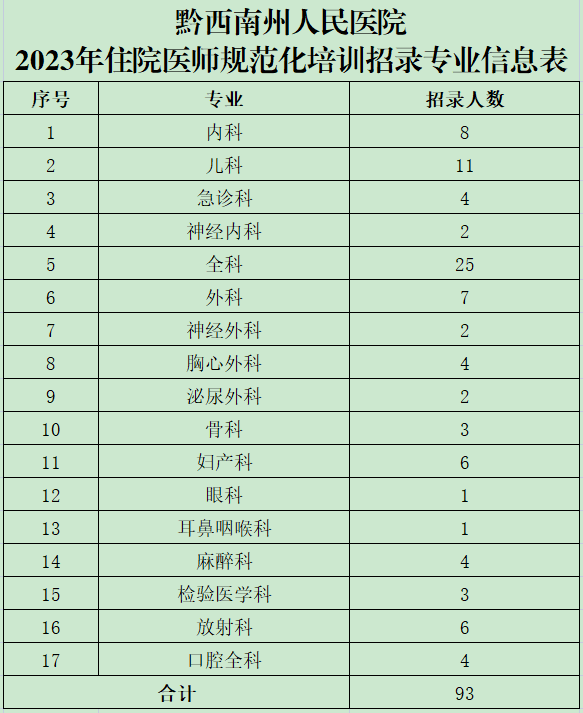 黔西南州人民医院
2023年住院医师规范化培训招录专业信息表
序号 专业 招录人数
1 内科 8
2 儿科 11
3 急诊科 4
4 神经内科 2
5 全科 25
6 外科 7
7 神经外科 2
8 胸心外科 4
9 泌尿外科 2
10 骨科 3
11 妇产科 6
12 眼科 1
13 耳鼻咽喉科 1
14 麻醉科 4
15 检验医学科 3
16 放射科 6
17 口腔全科 4
合计 93